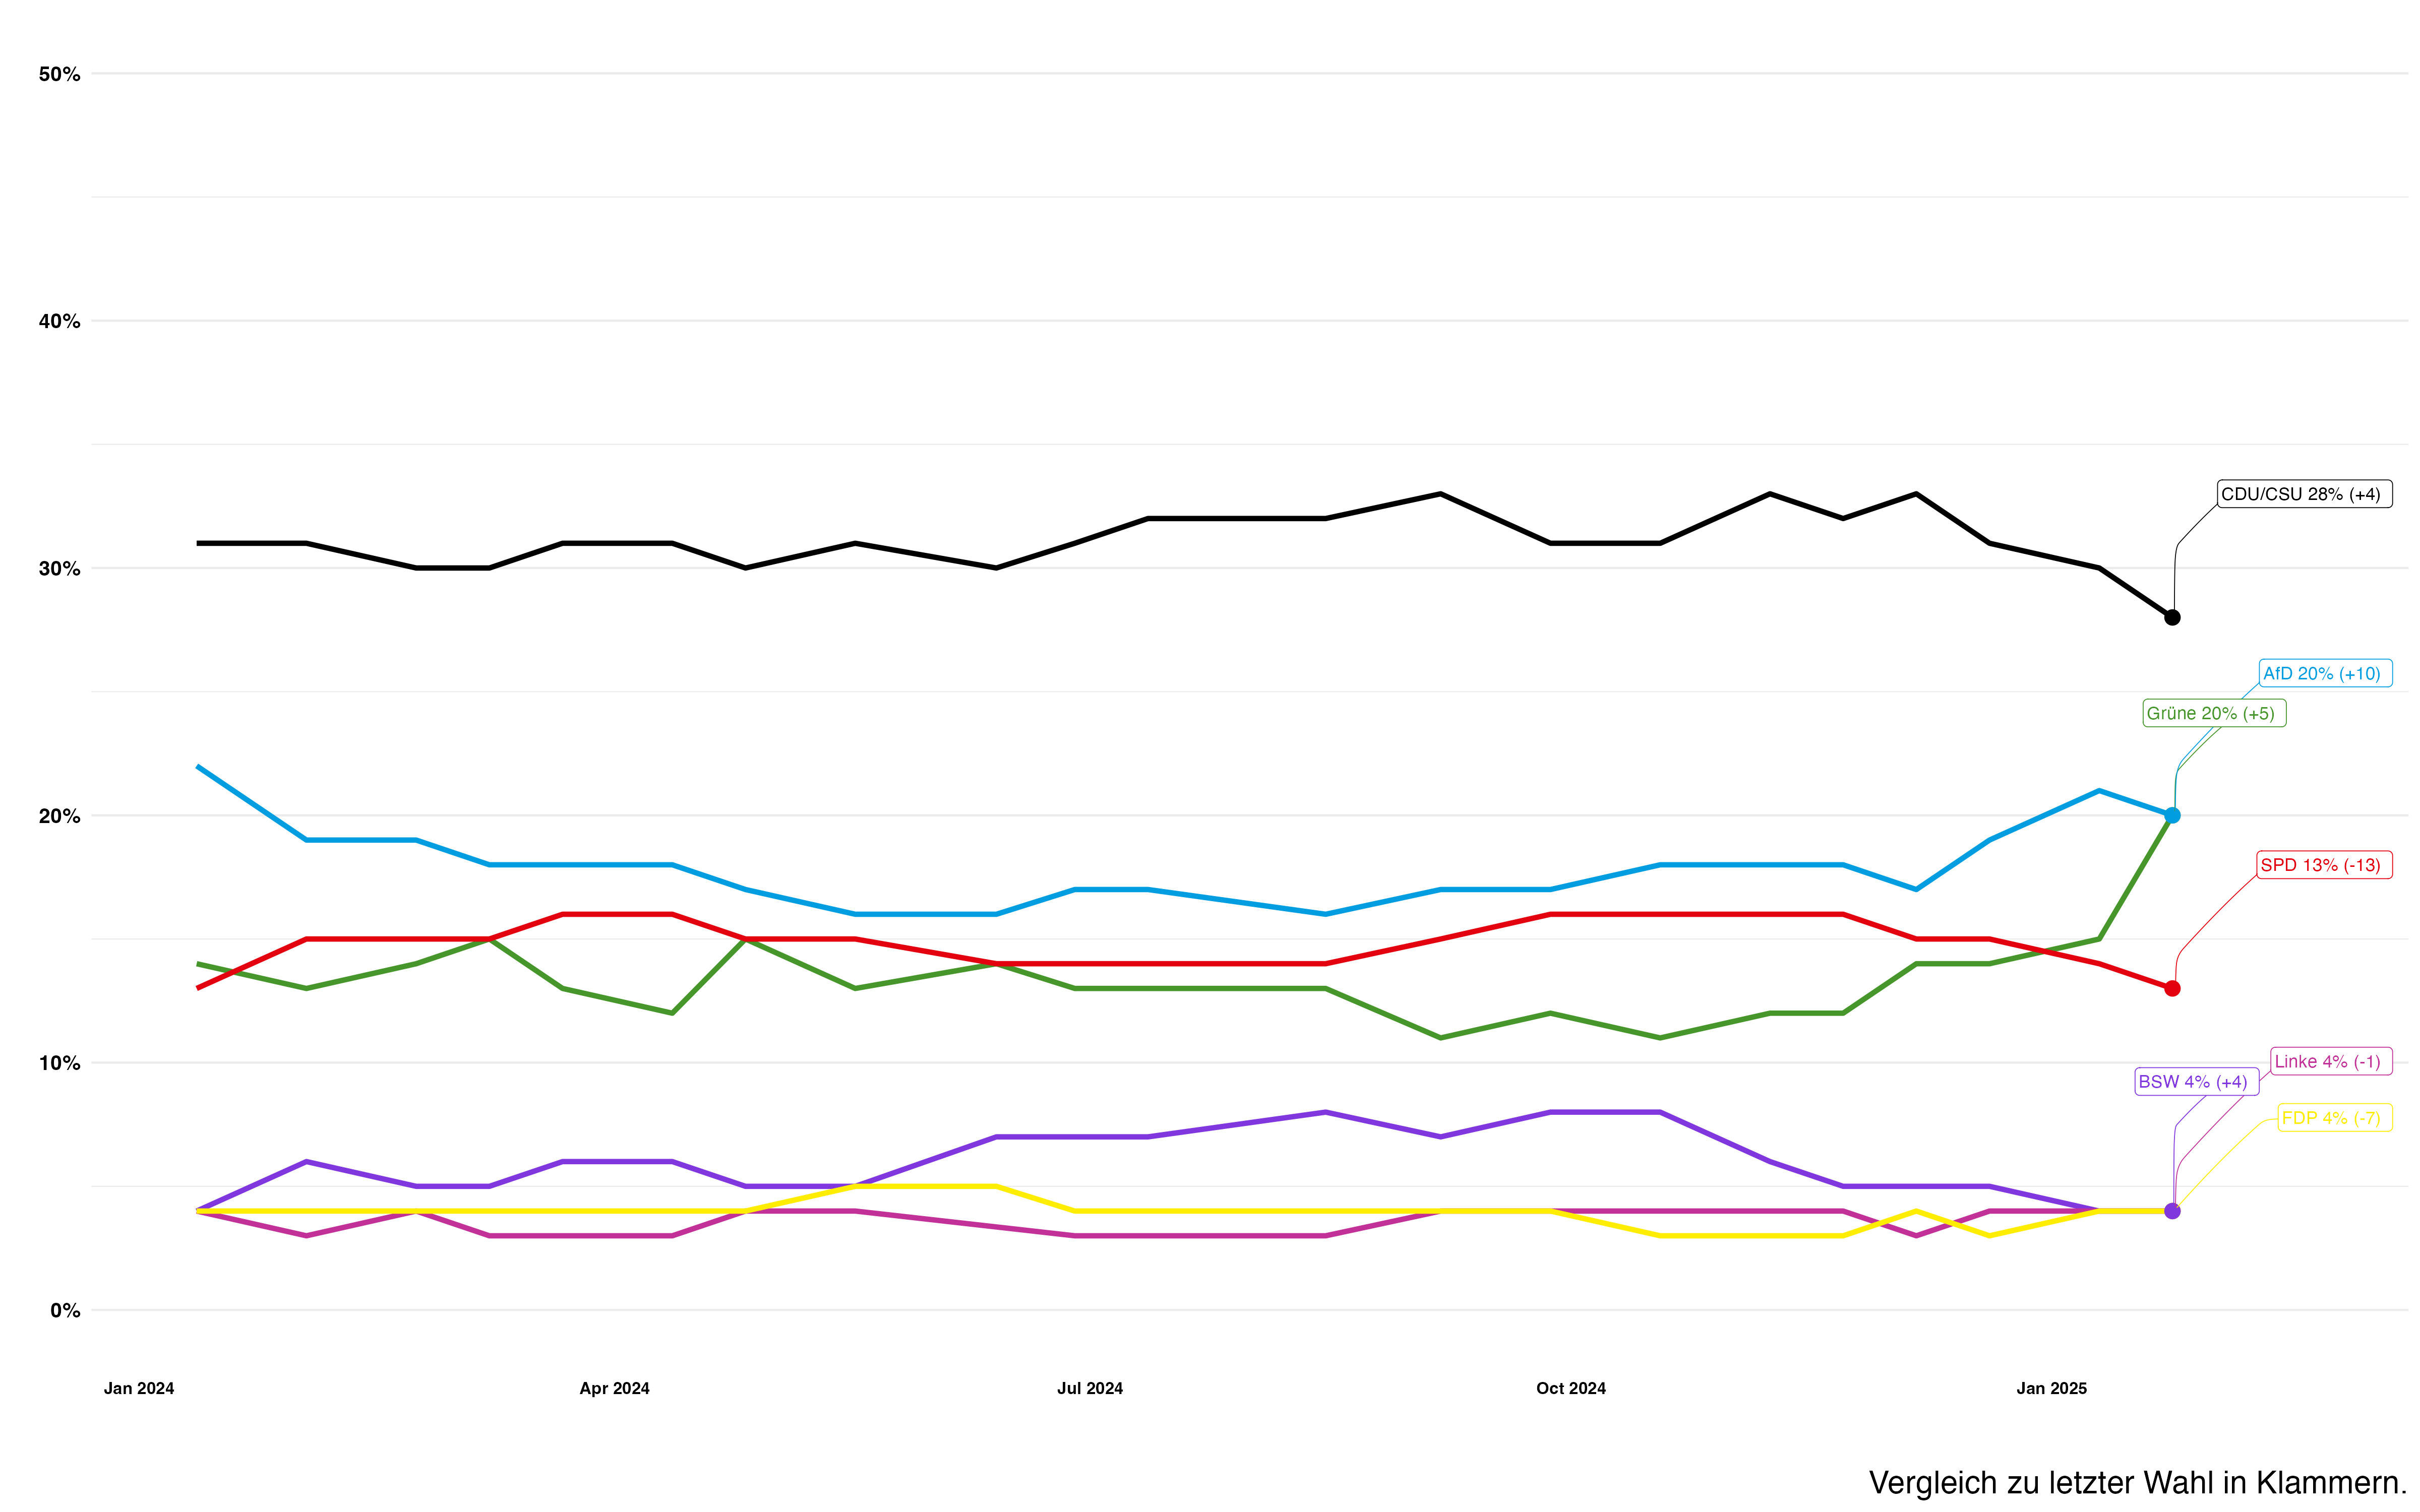 50%
40%
30%
20%
10%
0%
CDU/CSU 28% (+4)
AfD 20% (+10)
Grüne 20% (+5)
SPD 13% (-13)
Linke 4% (-1)
BSW 4% (+4)
FDP 4% (-7)
Jan 2024
Apr 2024
Jul 2024
Oct 2024
Jan 2025
Vergleich zu letzter Wahl in Klammern.